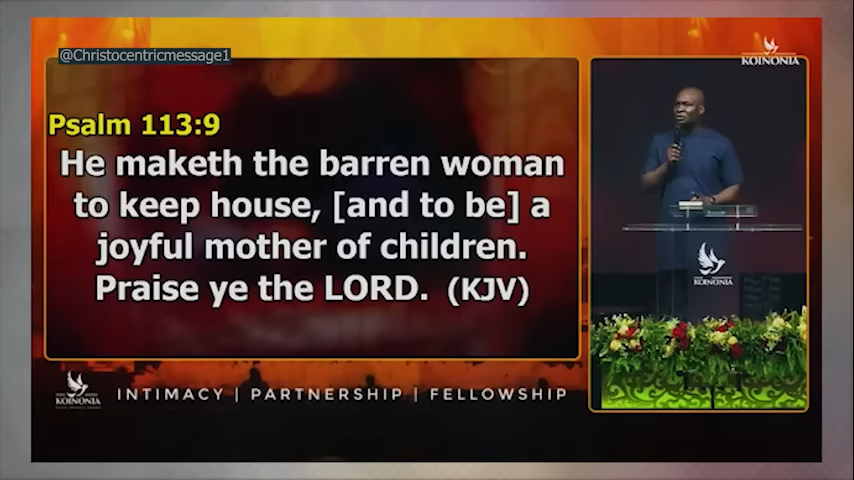 @Christocentricmessage1
KOINONIA
Psalm 113:9
He maketh the barren woman
to keep house, [and to be] a
joyful mother of children.
Praise ye the LORD. (KJV)
KOINONIA
KOINONIA
INTIMACY | PARTNERSHIP | FELLOWSHIP